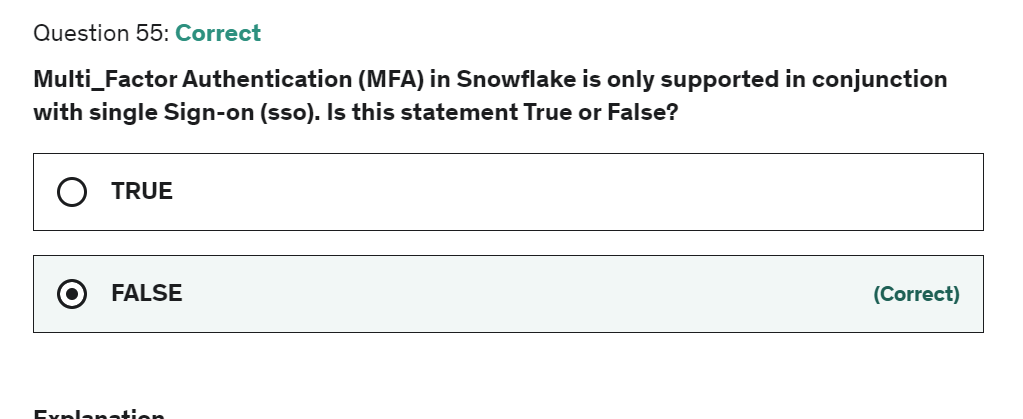 Question 55: Correct
Multi_Factor Authentication (MFA) in Snowflake is only supported in conjunction
with single Sign-on (sso). Is this statement True or False?
TRUE
FALSE (Correct)
Explanation